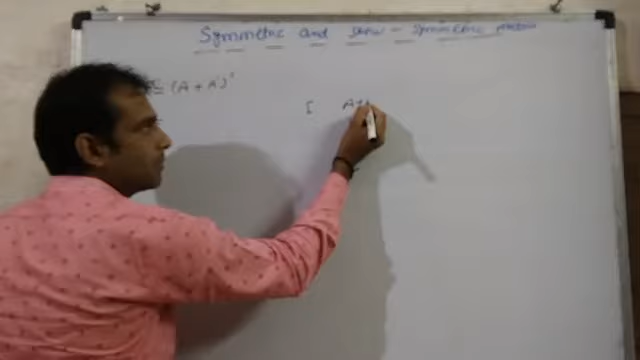 Symmetric and skew - symmetric matrix
= (A + A')'
[ A+